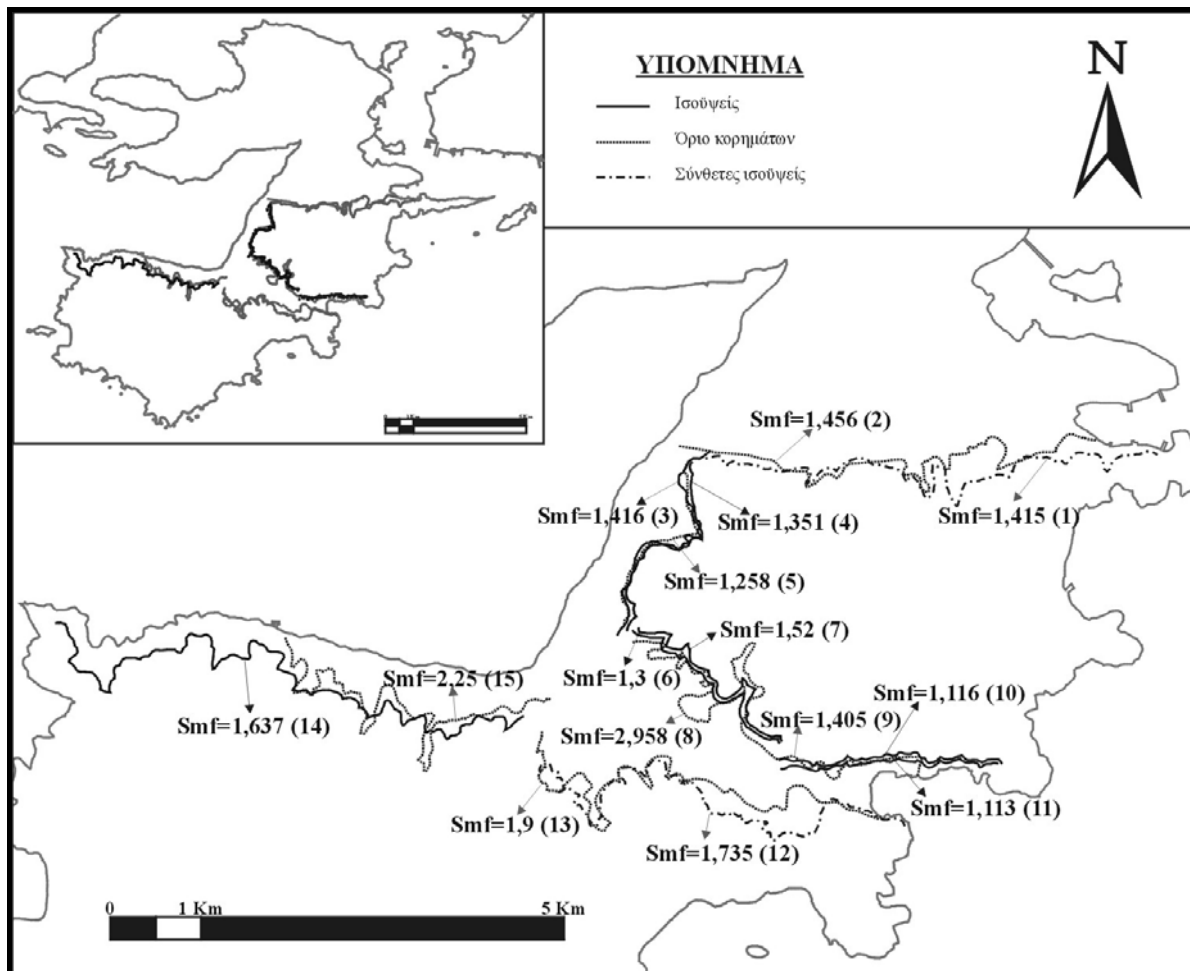 ΥΠΟΜΝΗΜΑ
Ισοϋψείς
Όριο κορημάτων
Σύνθετες ισοϋψείς
N
Smf=1,456 (2)
Smf=1,416 (3)
Smf=1,351 (4)
Smf=1,415 (1)
Smf=1,258 (5)
Smf=1,52 (7)
Smf=1,3 (6)
Smf=2,25 (15)
Smf=1,116 (10)
Smf=1,637 (14)
Smf=1,405 (9)
Smf=2,958 (8)
Smf=1,113 (11)
Smf=1,9 (13)
Smf=1,735 (12)
0 1 Km 5 Km